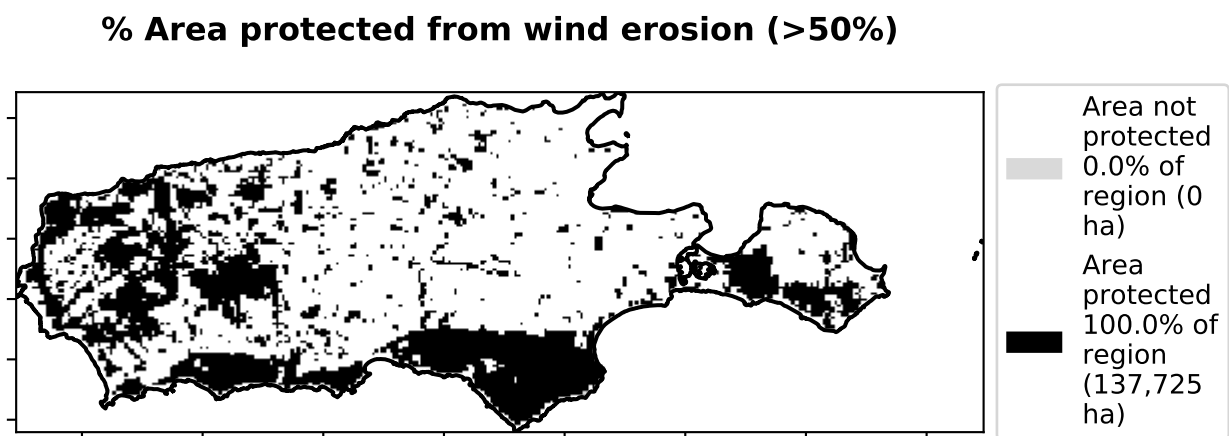 % Area protected from wind erosion (>50%)
Area not
protected
0.0% of
region (0
ha)
Area
protected
100.0% of
region
(137,725
ha)